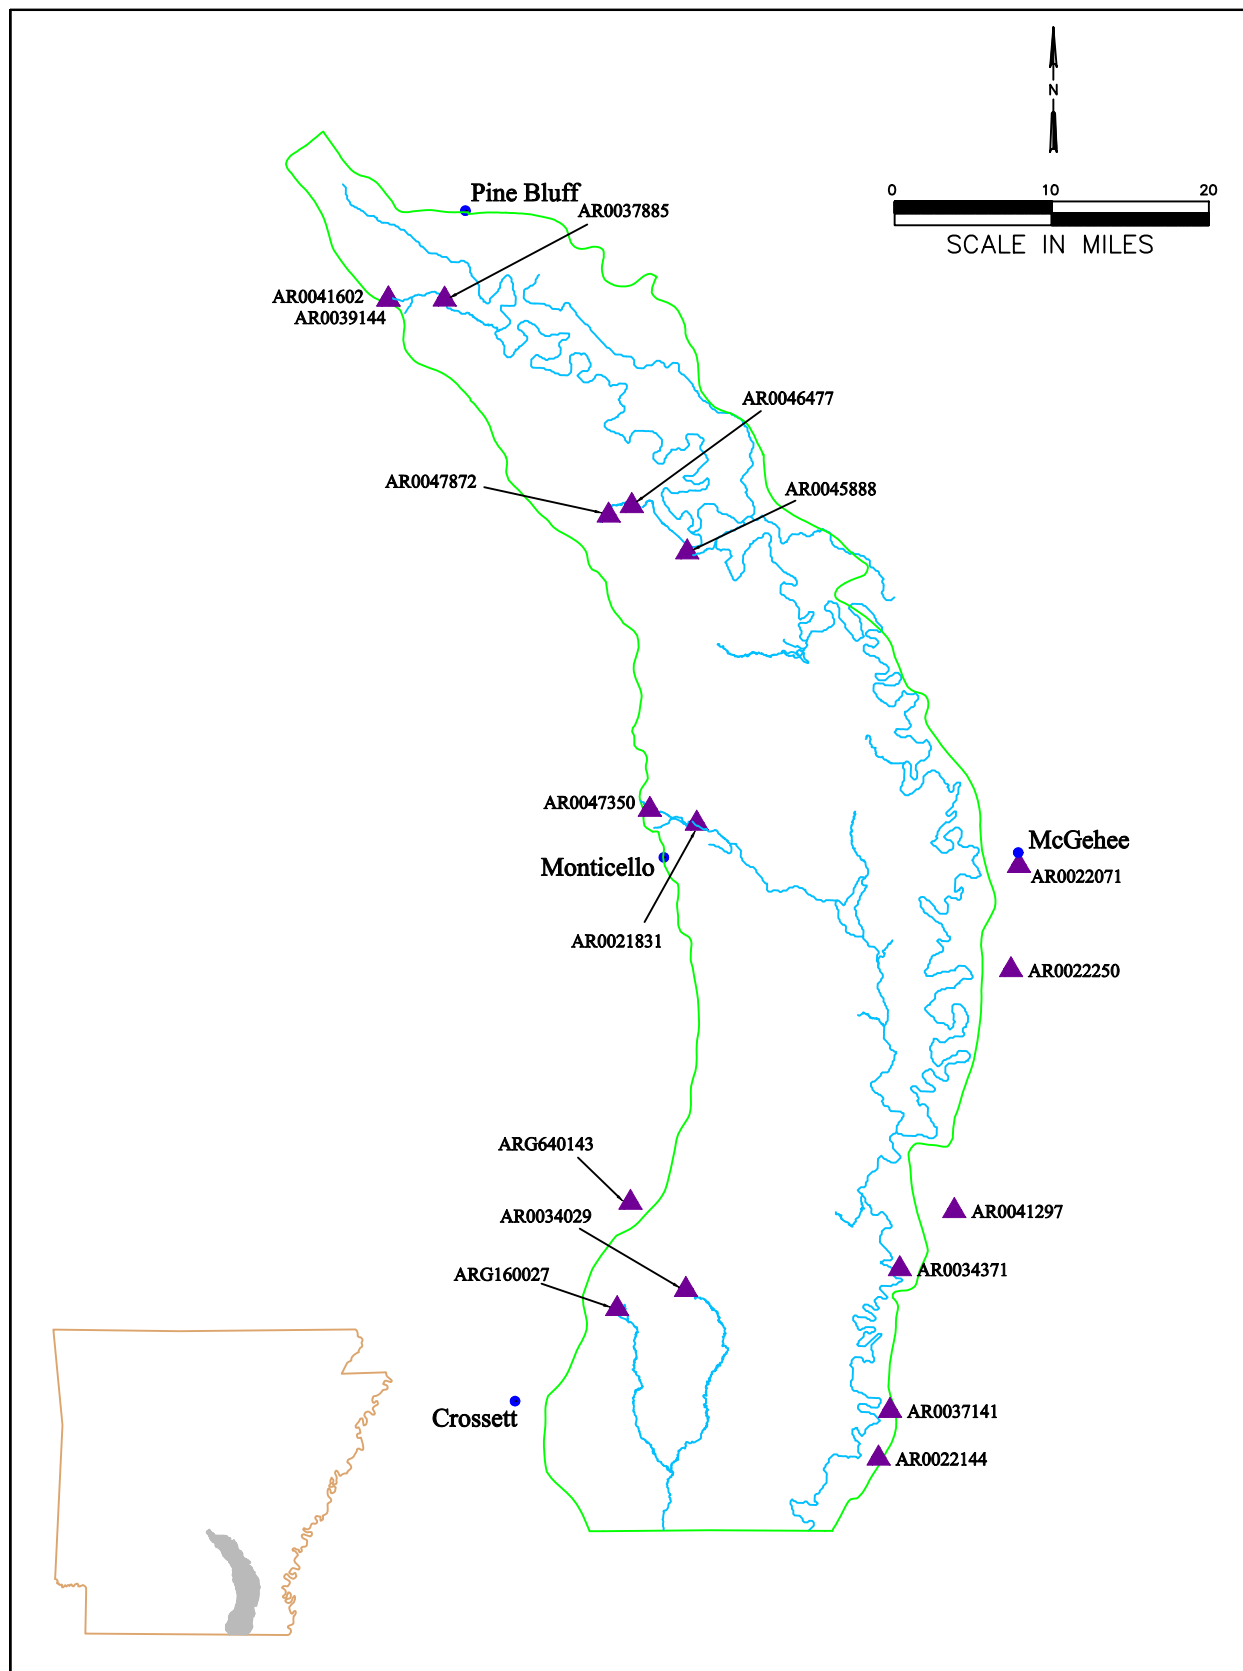 N
0 10 20
SCALE IN MILES
Pine Bluff
AR0037885
AR0041602
AR0039144
AR0046477
AR0047872
AR0045888
AR0047350
Monticello
McGehee
AR0022071
AR0021831
AR0022250
ARG640143
AR0034029
AR0041297
ARG160027
AR0034371
Crossett
AR0037141
AR0022144